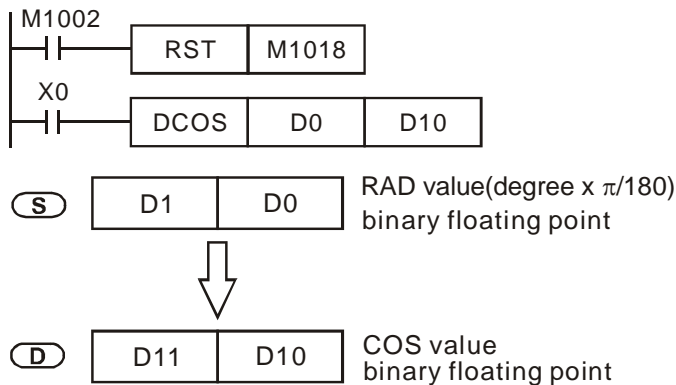 M1002
RST M1018
X0
DCOS D0 D10
S D1 D0 RAD value(degree x π/180)
binary floating point
D D11 D10 COS value
binary floating point